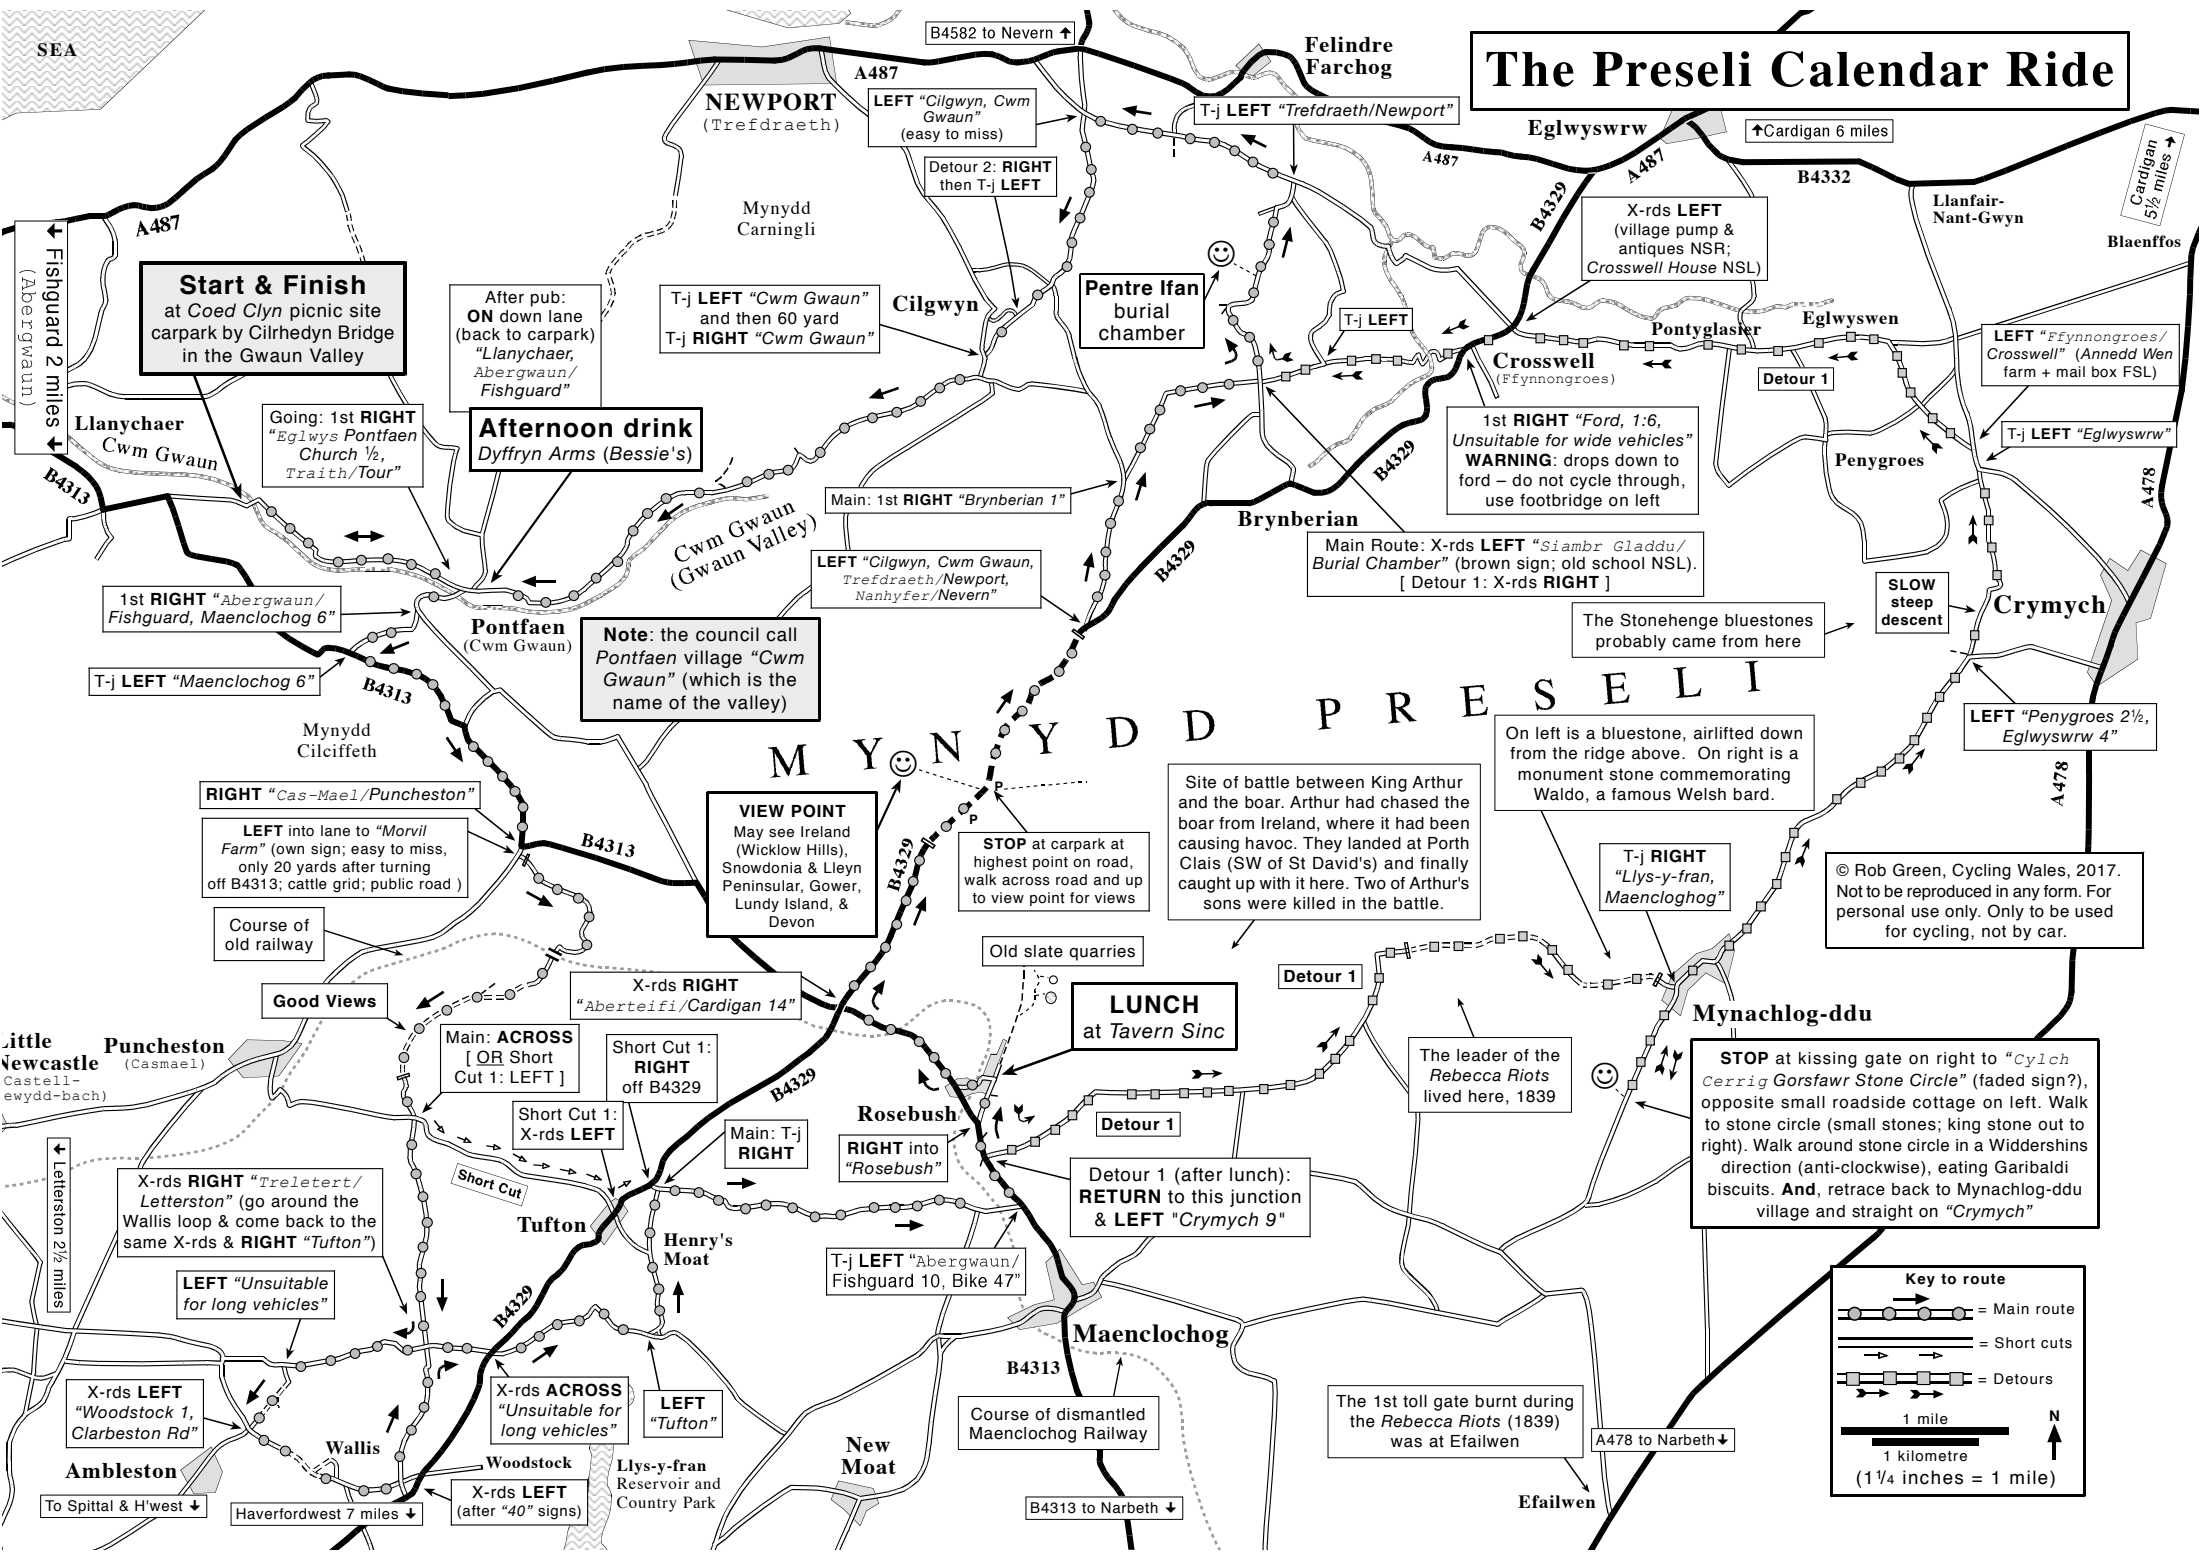 SEA
B4582 to Nevern ↑
Felindre
Farchog
The Preseli Calendar Ride
A487
NEWPORT
(Trefdraeth)
LEFT “Cilgwyn, Cwm
Gwaun”
(easy to miss)
T-j LEFT “Trefdraeth/Newport”
Eglwyswrw
↑Cardigan 6 miles
A487
A487
B4332
Cardigan
5½ miles ↑
Detour 2: RIGHT
then T-j LEFT
B4329
X-rds LEFT
(village pump &
antiques NSR;
Crosswell House NSL)
Llanfair-
Nant-Gwyn
Blaenffos
Mynydd
Carningli
A487
← Fishguard 2 miles ←
(Abergwaun)
Start & Finish
at Coed Clyn picnic site
carpark by Cilrhedyn Bridge
in the Gwaun Valley
After pub:
ON down lane
(back to carpark)
“Llanychaer,
Abergwaun/
Fishguard”
T-j LEFT “Cwm Gwaun”
and then 60 yard
T-j RIGHT “Cwm Gwaun”
Cilgwyn
Pentre Ifan
burial
chamber
T-j LEFT
Pontyglasier
Eglwyswen
Crosswell
(Ffynnongroes)
Detour 1
LEFT “Ffynnongroes/
Crosswell” (Annedd Wen
farm + mail box FSL)
Llanychaer
Cwm Gwaun
Going: 1st RIGHT
“Eglwys Pontfaen
Church ½,
Traith/Tour”
Afternoon drink
Dyffryn Arms (Bessie's)
1st RIGHT “Ford, 1:6,
Unsuitable for wide vehicles”
WARNING: drops down to
ford – do not cycle through,
use footbridge on left
T-j LEFT “Eglwyswrw”
Penygroes
B4313
B4329
A478
Main: 1st RIGHT “Brynberian 1”
Brynberian
Cwm Gwaun
(Gwaun Valley)
B4329
Main Route: X-rds LEFT “Siambr Gladdu/
Burial Chamber” (brown sign; old school NSL).
[ Detour 1: X-rds RIGHT ]
LEFT “Cilgwyn, Cwm Gwaun,
Trefdraeth/Newport,
Nanhyfer/Nevern”
SLOW
steep
descent
Crymych
1st RIGHT “Abergwaun/
Fishguard, Maenclochog 6”
Pontfaen
(Cwm Gwaun)
Note: the council call
Pontfaen village “Cwm
Gwaun” (which is the
name of the valley)
The Stonehenge bluestones
probably came from here
T-j LEFT “Maenclochog 6”
B4313
MYNYDD PRESELI
LEFT “Penygroes 2½,
Eglwyswrw 4”
Mynydd
Cilciffeth
On left is a bluestone, airlifted down
from the ridge above. On right is a
monument stone commemorating
Waldo, a famous Welsh bard.
A478
RIGHT “Cas-Mael/Puncheston”
LEFT into lane to “Morvil
Farm” (own sign; easy to miss,
only 20 yards after turning
off B4313; cattle grid; public road )
B4313
VIEW POINT
May see Ireland
(Wicklow Hills),
Snowdonia & Lleyn
Peninsular, Gower,
Lundy Island, &
Devon
P
P
B4329
STOP at carpark at
highest point on road,
walk across road and up
to view point for views
Site of battle between King Arthur
and the boar. Arthur had chased the
boar from Ireland, where it had been
causing havoc. They landed at Porth
Clais (SW of St David's) and finally
caught up with it here. Two of Arthur's
sons were killed in the battle.
T-j RIGHT
“Llys-y-fran,
Maencloghog”
© Rob Green, Cycling Wales, 2017.
Not to be reproduced in any form. For
personal use only. Only to be used
for cycling, not by car.
Course of
old railway
Old slate quarries
Detour 1
Good Views
X-rds RIGHT
“Aberteifi/Cardigan 14”
LUNCH
at Tavern Sinc
Mynachlog-ddu
Little
Newcastle
Castell-
ewydd-bach)
Puncheston
(Casmael)
Main: ACROSS
[ OR Short
Cut 1: LEFT ]
Short Cut 1:
RIGHT
off B4329
The leader of the
Rebecca Riots
lived here, 1839
STOP at kissing gate on right to “Cylch
Cerrig Gorsfawr Stone Circle” (faded sign?),
opposite small roadside cottage on left. Walk
to stone circle (small stones; king stone out to
right). Walk around stone circle in a Widdershins
direction (anti-clockwise), eating Garibaldi
biscuits. And, retrace back to Mynachlog-ddu
village and straight on “Crymych”
B4329
Rosebush
Short Cut 1:
X-rds LEFT
Main: T-j
RIGHT
RIGHT into
“Rosebush”
Detour 1
← Letterston 2½ miles
X-rds RIGHT “Treletert/
Letterston” (go around the
Wallis loop & come back to the
same X-rds & RIGHT “Tufton”)
Short Cut
Detour 1 (after lunch):
RETURN to this junction
& LEFT "Crymych 9"
Tufton
Henry's
Moat
T-j LEFT “Abergwaun/
Fishguard 10, Bike 47”
LEFT “Unsuitable
for long vehicles”
B4329
Key to route
= Main route
= Short cuts
= Detours
1 mile
1 kilometre
N
(1¼ inches = 1 mile)
Maenclochog
B4313
X-rds LEFT
“Woodstock 1,
Clarbeston Rd”
X-rds ACROSS
“Unsuitable for
long vehicles”
LEFT
“Tufton”
Course of dismantled
Maenclochog Railway
The 1st toll gate burnt during
the Rebecca Riots (1839)
was at Efailwen
A478 to Narbeth↓
Wallis
Woodstock
New
Moat
Ambleston
Llys-y-fran
Reservoir and
Country Park
To Spittal & H'west ↓
Haverfordwest 7 miles ↓
X-rds LEFT
(after “40” signs)
B4313 to Narbeth ↓
Efailwen